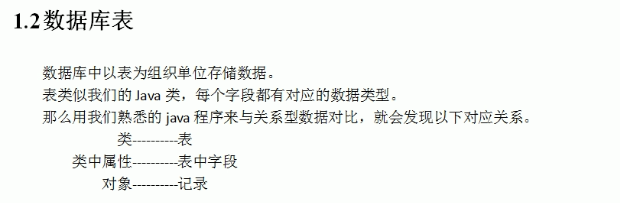 1.2数据库表
数据库中以表为组织单位存储数据。
表类似我们的 Java 类，每个字段都有对应的数据类型。
那么用我们熟悉的 java 程序来与关系型数据对比，就会发现以下对应关系。
类----------表
类中属性----------表中字段
对象----------记录